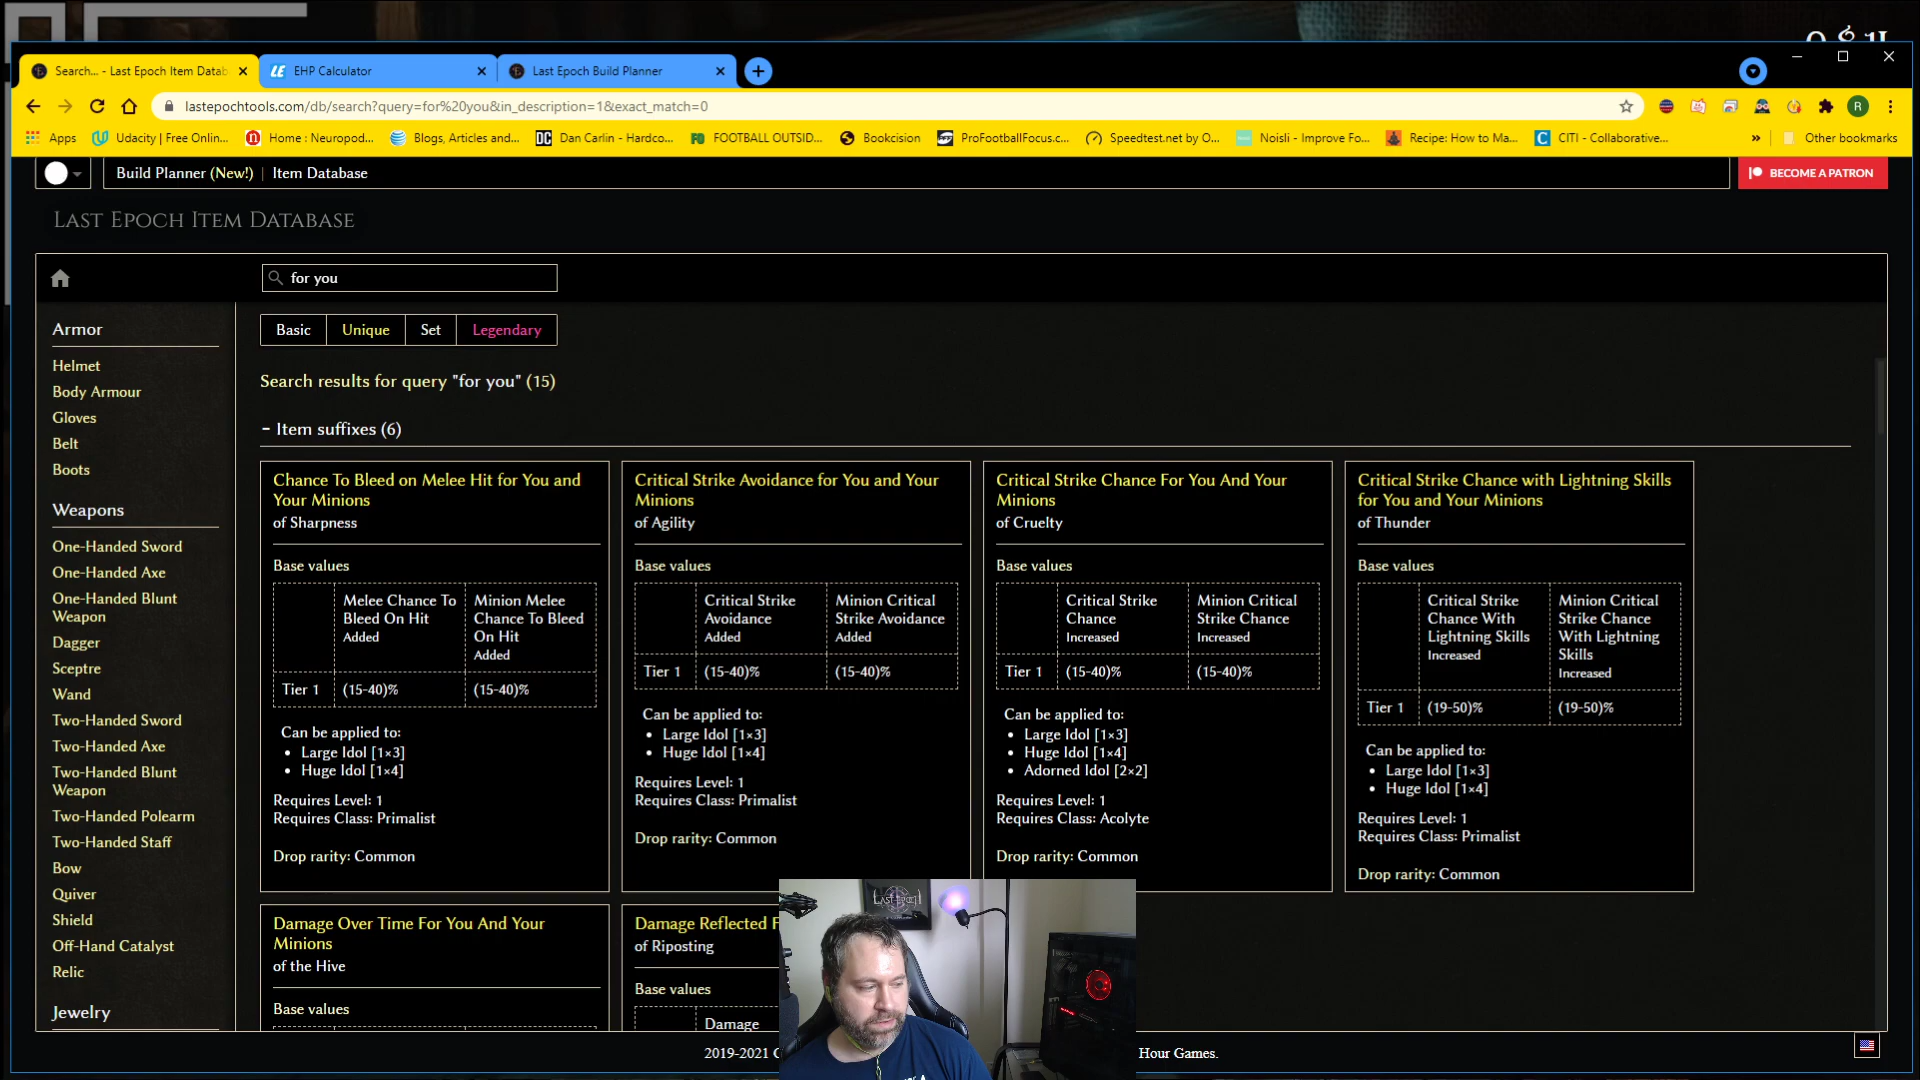 Search... - Last Epoch Item Datab
EHP Calculator
Last Epoch Build Planner
lastepochtools.com/db/search?query=for%20you&in_description=1&exact_match=0
R
Apps
Udacity | Free Onlin...
Home : Neuropod...
Blogs, Articles and...
Dan Carlin - Hardco...
FOOTBALL OUTSID...
Bookcision
ProFootballFocus.c...
Speedtest.net by O...
Noisli - Improve Fo...
Recipe: How to Ma...
CITI - Collaborative...
Other bookmarks
Build Planner (New!) | Item Database
BECOME A PATRON
Last Epoch Item Database
for you
Armor
Helmet
Body Armour
Gloves
Belt
Boots
Weapons
One-Handed Sword
One-Handed Axe
One-Handed Blunt
Weapon
Dagger
Sceptre
Wand
Two-Handed Sword
Two-Handed Axe
Two-Handed Blunt
Weapon
Two-Handed Polearm
Two-Handed Staff
Bow
Quiver
Shield
Off-Hand Catalyst
Relic
Jewelry
Basic
Unique
Set
Legendary
Search results for query "for you" (15)
− Item suffixes (6)
Chance To Bleed on Melee Hit for You and
Your Minions
of Sharpness
Base values
Melee Chance To
Bleed On Hit
Added
Minion Melee
Chance To Bleed
On Hit
Added
Tier 1 (15-40)% (15-40)%
Can be applied to:
• Large Idol [1×3]
• Huge Idol [1×4]
Requires Level: 1
Requires Class: Primalist
Drop rarity: Common
Critical Strike Avoidance for You and Your
Minions
of Agility
Base values
Critical Strike
Avoidance
Added
Minion Critical
Strike Avoidance
Added
Tier 1 (15-40)% (15-40)%
Can be applied to:
• Large Idol [1×3]
• Huge Idol [1×4]
Requires Level: 1
Requires Class: Primalist
Drop rarity: Common
Critical Strike Chance For You And Your
Minions
of Cruelty
Base values
Critical Strike
Chance
Increased
Minion Critical
Strike Chance
Increased
Tier 1 (15-40)% (15-40)%
Can be applied to:
• Large Idol [1×3]
• Huge Idol [1×4]
• Adorned Idol [2×2]
Requires Level: 1
Requires Class: Acolyte
Drop rarity: Common
Critical Strike Chance with Lightning Skills
for You and Your Minions
of Thunder
Base values
Critical Strike
Chance With
Lightning Skills
Increased
Minion Critical
Strike Chance
With Lightning
Skills
Increased
Tier 1 (19-50)% (19-50)%
Can be applied to:
• Large Idol [1×3]
• Huge Idol [1×4]
Requires Level: 1
Requires Class: Primalist
Drop rarity: Common
Damage Over Time For You And Your
Minions
of the Hive
Base values
Damage Reflected F
of Riposting
Base values
Damage
LAST EPOCH
2019-2021
Hour Games.